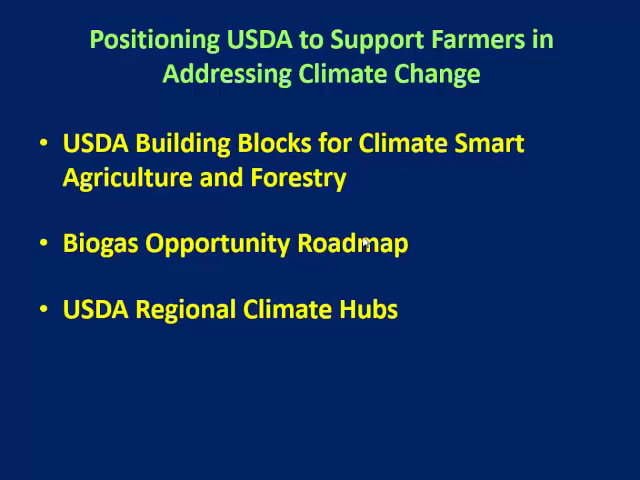 Positioning USDA to Support Farmers in
Addressing Climate Change
• USDA Building Blocks for Climate Smart
Agriculture and Forestry
• Biogas Opportunity Roadmap
• USDA Regional Climate Hubs